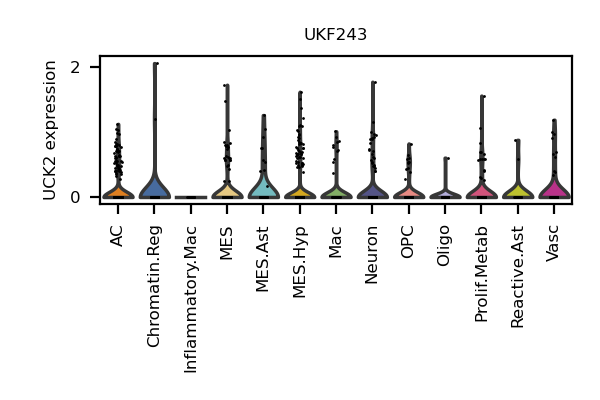 UKF243
UCK2 expression
2
0
AC
Chromatin.Reg
Inflammatory.Mac
MES
MES.Ast
MES.Hyp
Mac
Neuron
OPC
Oligo
Prolif.Metab
Reactive.Ast
Vasc